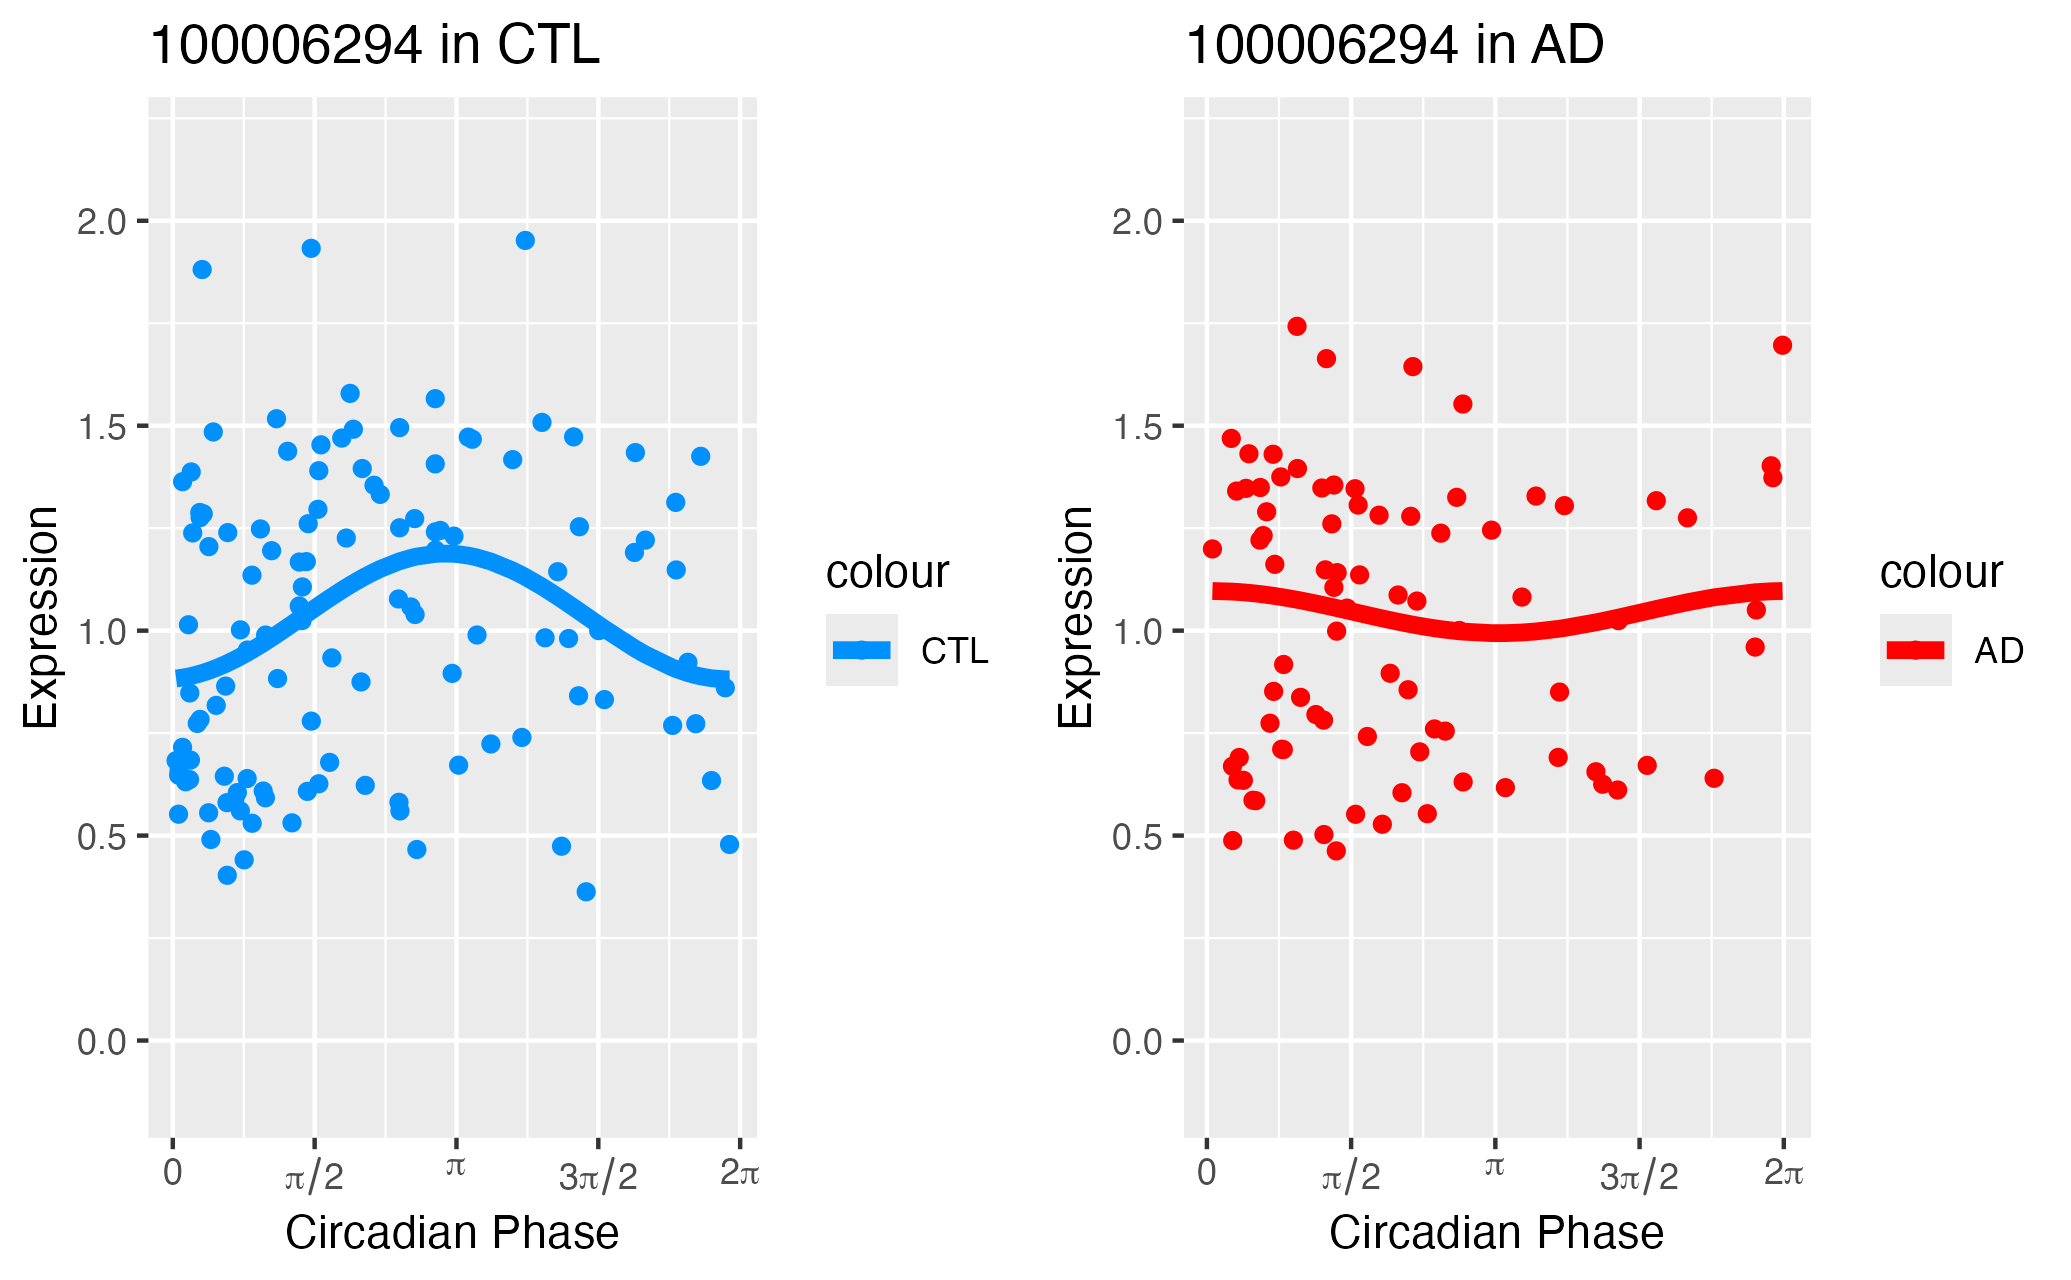 100006294 in CTL
2.0
1.5
1.0
0.5
0.0
Expression
0 π/2 π 3π/2 2π
Circadian Phase
colour
CTL
100006294 in AD
2.0
1.5
1.0
0.5
0.0
Expression
0 π/2 π 3π/2 2π
Circadian Phase
colour
AD